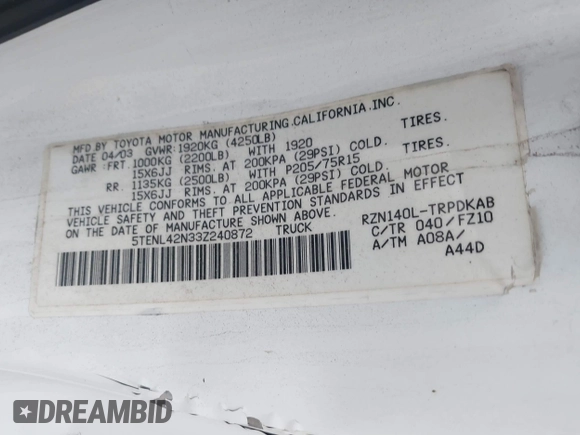 MFD.BY TOYOTA MOTOR MANUFACTURING,CALIFORNIA,INC.
DATE 04/03 GVWR:1920KG (4250LB)
GAWR :FRT.1000KG (2200LB) WITH 1920 TIRES.
15X6JJ RIMS. AT 200KPA (29PSI) COLD.
RR. 1135KG (2500LB) WITH P205/75R15 TIRES.
15X6JJ RIMS. AT 200KPA (29PSI) COLD.
THIS VEHICLE CONFORMS TO ALL APPLICABLE FEDERAL MOTOR
VEHICLE SAFETY AND THEFT PREVENTION STANDARDS IN EFFECT
ON THE DATE OF MANUFACTURE SHOWN ABOVE.
5TENL42N33Z240872 TRUCK
RZN140L-TRPDKAB
C/TR 040/FZ10
A/TM A08A/
A44D
DREAMBID